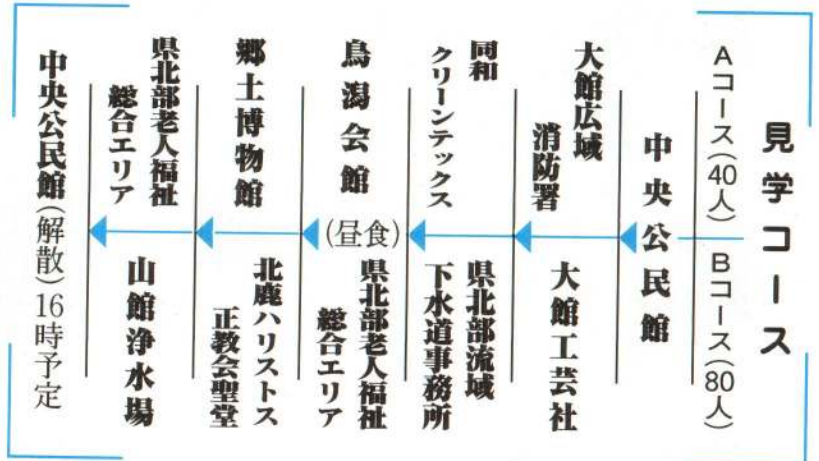 見学コース
Aコース(40人)
Bコース(80人)
中央公民館
大館広域
消防署
大館工芸社
同和
クリーンテックス
県北部流域
下水道事務所
鳥潟会館
(昼食)
県北部老人福祉
総合エリア
郷土博物館
北鹿ハリストス
正教会聖堂
県北部老人福祉
総合エリア
山館浄水場
中央公民館(解散)16時予定